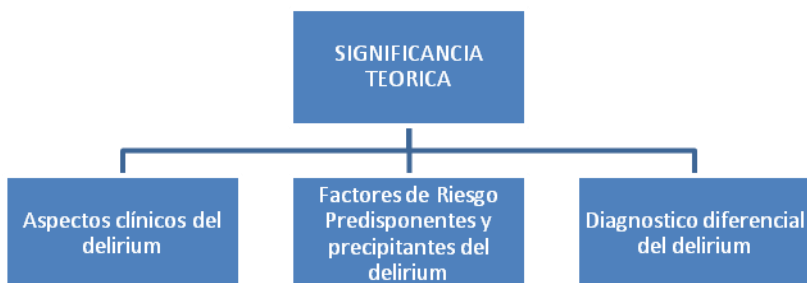 SIGNIFICANCIA
TEORICA
Aspectos clínicos del
delirium
Factores de Riesgo
Predisponentes y
precipitantes del
delirium
Diagnostico diferencial
del delirium